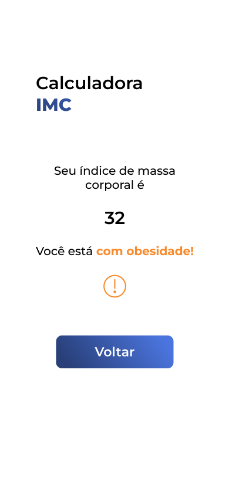 Calculadora
IMC
Seu índice de massa
corporal é
32
Você está com obesidade!
Voltar